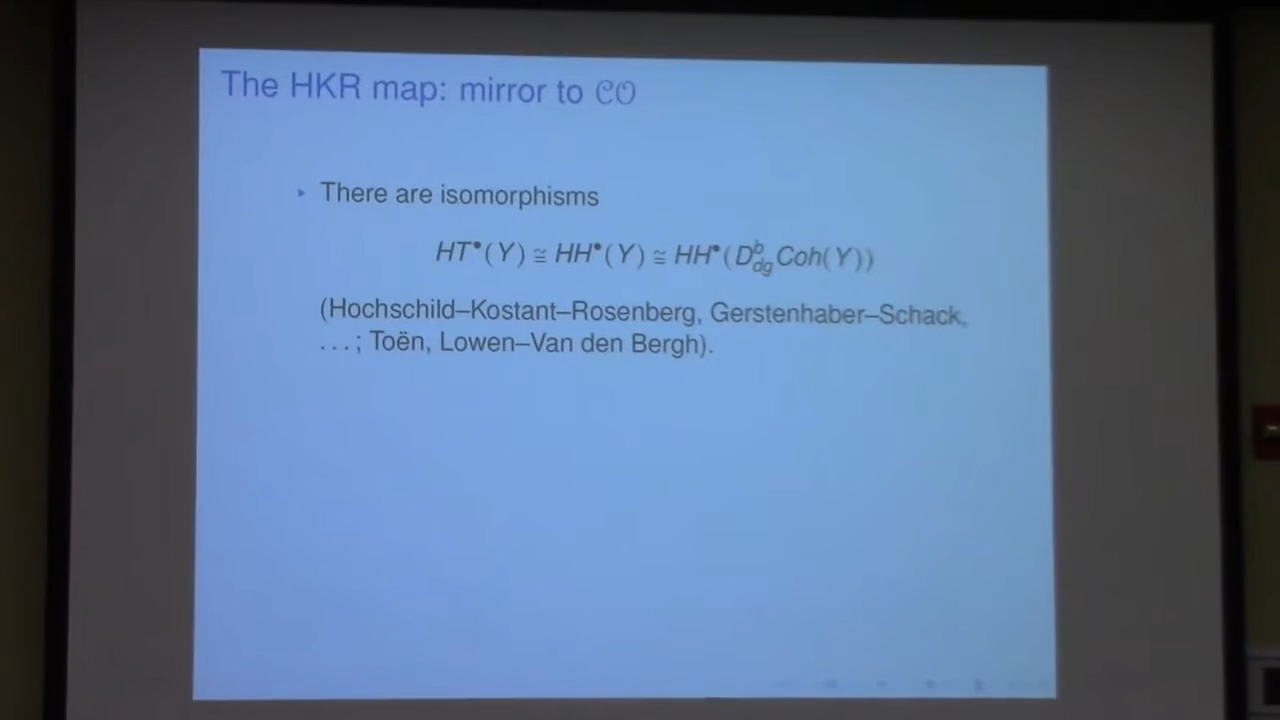 The HKR map: mirror to 𝒞𝒪
‣ There are isomorphisms
HT•(Y) ≅ HH•(Y) ≅ HH•(D^b_dg Coh(Y))
(Hochschild–Kostant–Rosenberg, Gerstenhaber–Schack,
...; Toën, Lowen–Van den Bergh).